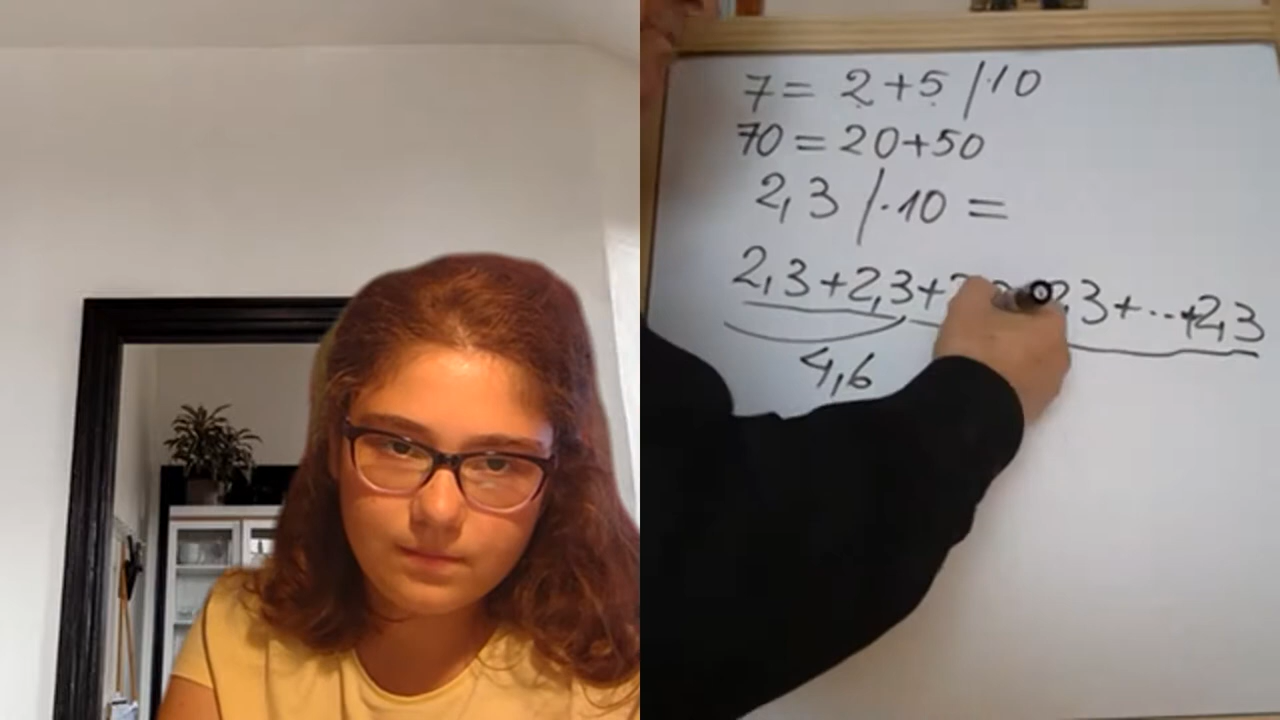 7 = 2 + 5 /·10
70 = 20 + 50
2,3 /·10 =
2,3 + 2,3 + 2,3 + ... + 2,3
4,6